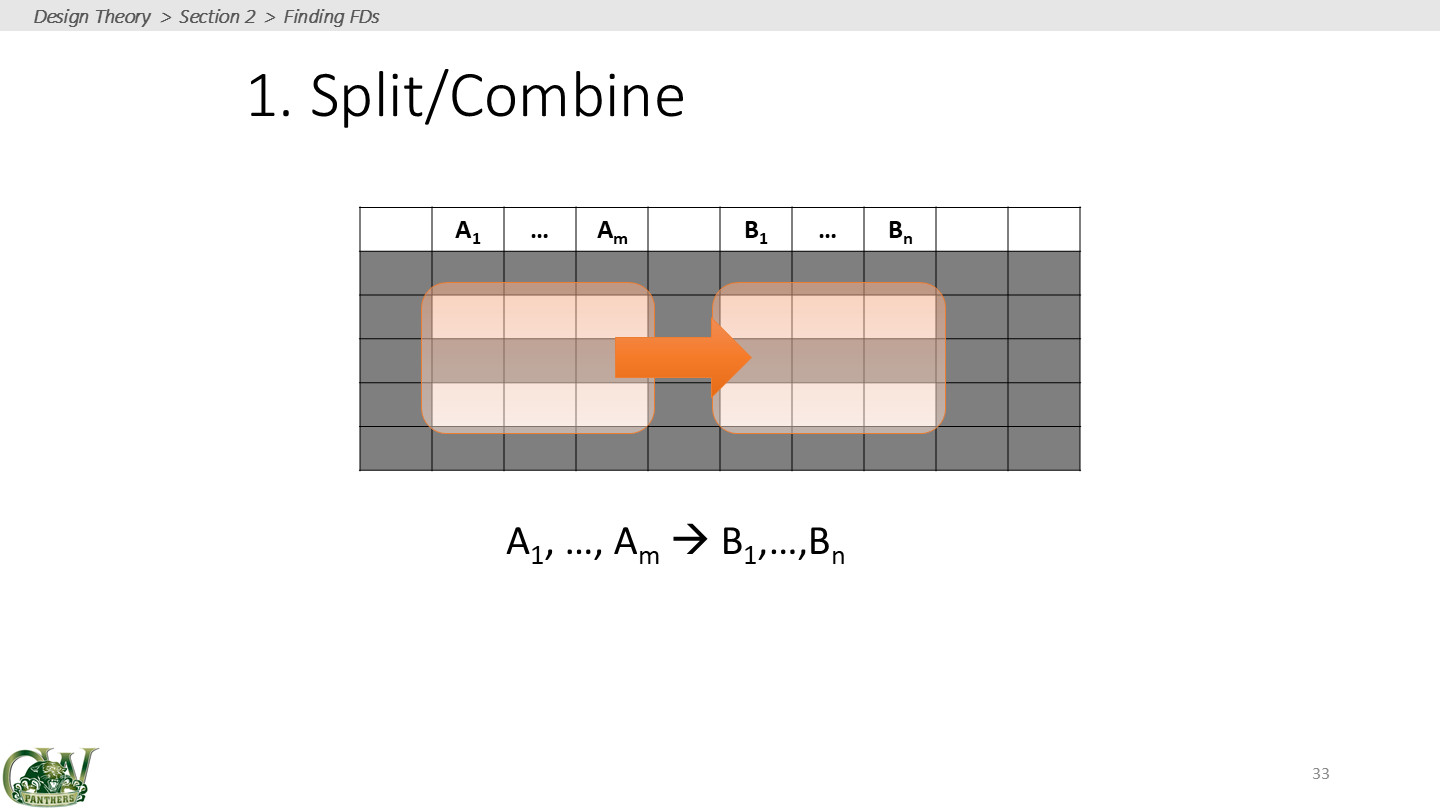 Design Theory > Section 2 > Finding FDs
1. Split/Combine
A1 … Am B1 … Bn
A1, …, Am → B1,…,Bn
PANTHERS
33